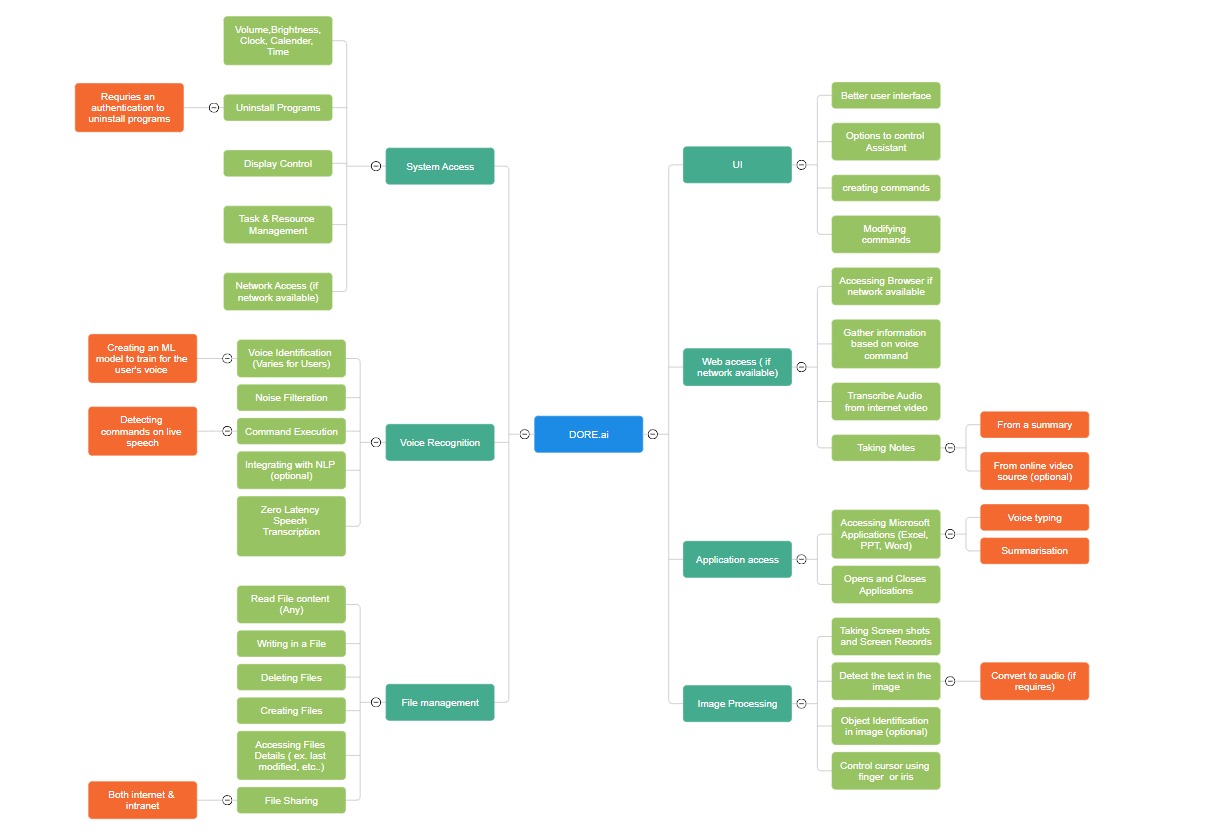 Volume,Brightness,
Clock, Calender,
Time
Requries an
authentication to
uninstall programs
Uninstall Programs
Display Control
System Access
Task & Resource
Management
Network Access (if
network available)
Creating an ML
model to train for the
user's voice
Voice Identification
(Varies for Users)
Noise Filteration
Detecting
commands on live
speech
Command Execution
Voice Recognition
Integrating with NLP
(optional)
Zero Latency
Speech
Transcription
Read File content
(Any)
Writing in a File
Deleting Files
File management
Creating Files
Accessing Files
Details ( ex. last
modified, etc..)
Both internet &
intranet
File Sharing
DORE.ai
UI
Better user interface
Options to control
Assistant
creating commands
Modifying
commands
Web access ( if
network available)
Accessing Browser if
network available
Gather information
based on voice
command
Transcribe Audio
from internet video
Taking Notes
From a summary
From online video
source (optional)
Application access
Accessing Microsoft
Applications (Excel,
PPT, Word)
Voice typing
Summarisation
Opens and Closes
Applications
Image Processing
Taking Screen shots
and Screen Records
Detect the text in the
image
Convert to audio (if
requires)
Object Identification
in image (optional)
Control cursor using
finger or iris